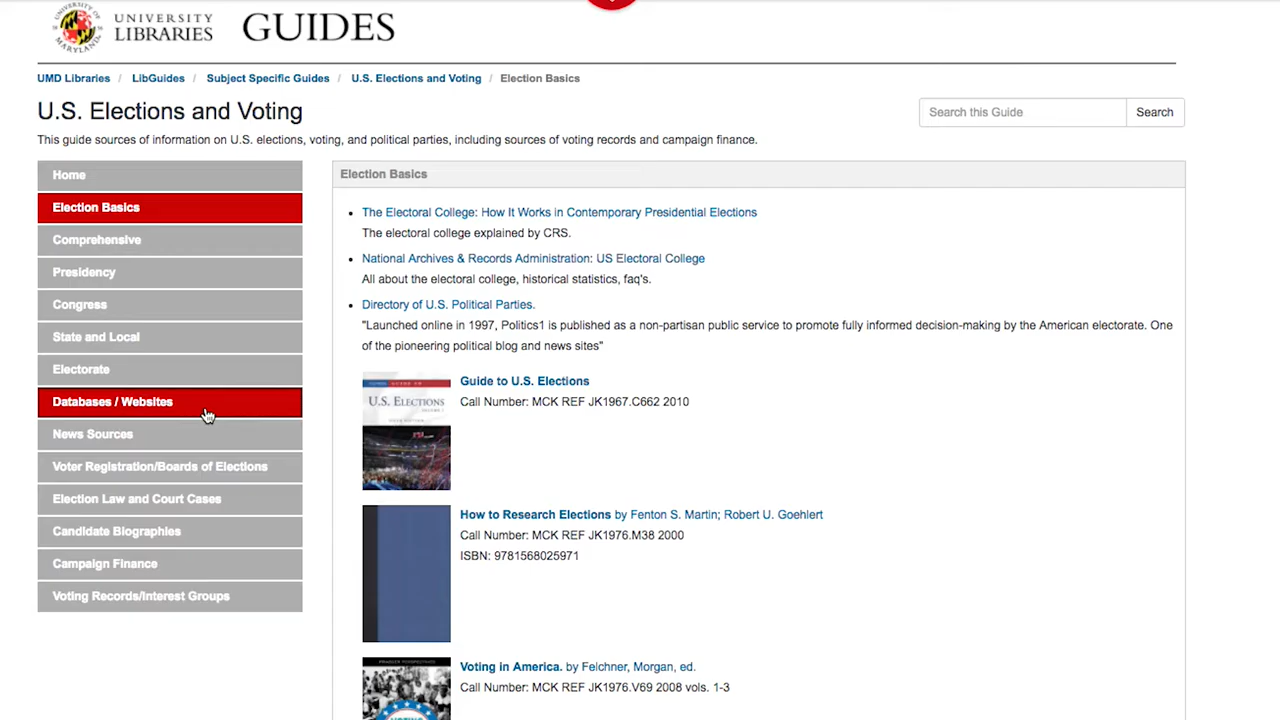 UNIVERSITY
LIBRARIES
GUIDES
UMD Libraries / LibGuides / Subject Specific Guides / U.S. Elections and Voting / Election Basics
U.S. Elections and Voting
Search this Guide Search
This guide sources of information on U.S. elections, voting, and political parties, including sources of voting records and campaign finance.
Home
Election Basics
Comprehensive
Presidency
Congress
State and Local
Electorate
Databases / Websites
News Sources
Voter Registration/Boards of Elections
Election Law and Court Cases
Candidate Biographies
Campaign Finance
Voting Records/Interest Groups
Election Basics
• The Electoral College: How It Works in Contemporary Presidential Elections
The electoral college explained by CRS.
• National Archives & Records Administration: US Electoral College
All about the electoral college, historical statistics, faq's.
• Directory of U.S. Political Parties.
"Launched online in 1997, Politics1 is published as a non-partisan public service to promote fully informed decision-making by the American electorate. One
of the pioneering political blog and news sites"
U.S. ELECTIONS
Guide to U.S. Elections
Call Number: MCK REF JK1967.C662 2010
How to Research Elections by Fenton S. Martin; Robert U. Goehlert
Call Number: MCK REF JK1976.M38 2000
ISBN: 9781568025971
Voting in America. by Felchner, Morgan, ed.
Call Number: MCK REF JK1976.V69 2008 vols. 1-3